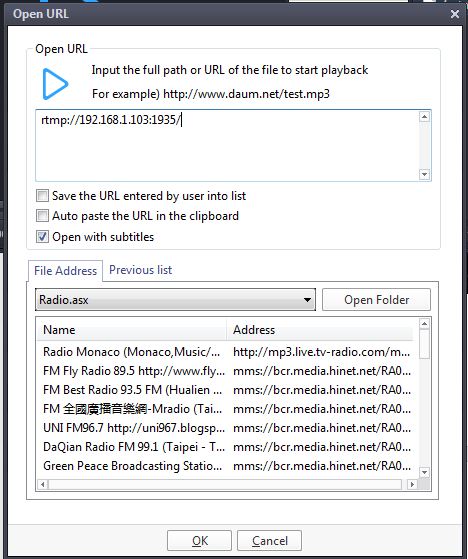 Open URL
Open URL
Input the full path or URL of the file to start playback
For example) http://www.daum.net/test.mp3
rtmp://192.168.1.103:1935/
Save the URL entered by user into list
Auto paste the URL in the clipboard
Open with subtitles
File Address Previous list
Radio.asx Open Folder
Name Address
Radio Monaco (Monaco,Music/... http://mp3.live.tv-radio.com/m...
FM Fly Radio 89.5 http://www.fly... mms://bcr.media.hinet.net/RA0...
FM Best Radio 93.5 FM (Hualien ... mms://bcr.media.hinet.net/RA0...
FM 全國廣播音樂網-Mradio (Tai... mms://bcr.media.hinet.net/RA0...
UNI FM96.7 http://uni967.blogsp... mms://bcr.media.hinet.net/RA0...
DaQian Radio FM 99.1 (Taipei - T... mms://bcr.media.hinet.net/RA0...
Green Peace Broadcasting Statio... mms://bcr.media.hinet.net/RA0...
OK Cancel